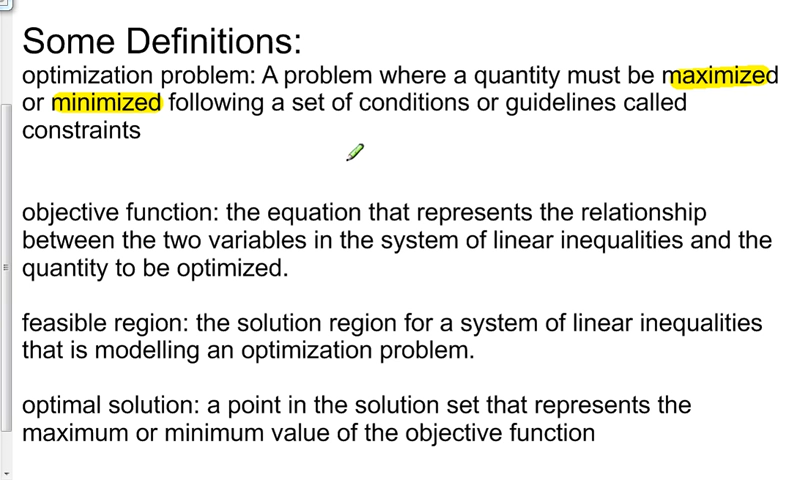 Some Definitions:
optimization problem: A problem where a quantity must be maximized
or minimized following a set of conditions or guidelines called
constraints
objective function: the equation that represents the relationship
between the two variables in the system of linear inequalities and the
quantity to be optimized.
feasible region: the solution region for a system of linear inequalities
that is modelling an optimization problem.
optimal solution: a point in the solution set that represents the
maximum or minimum value of the objective function